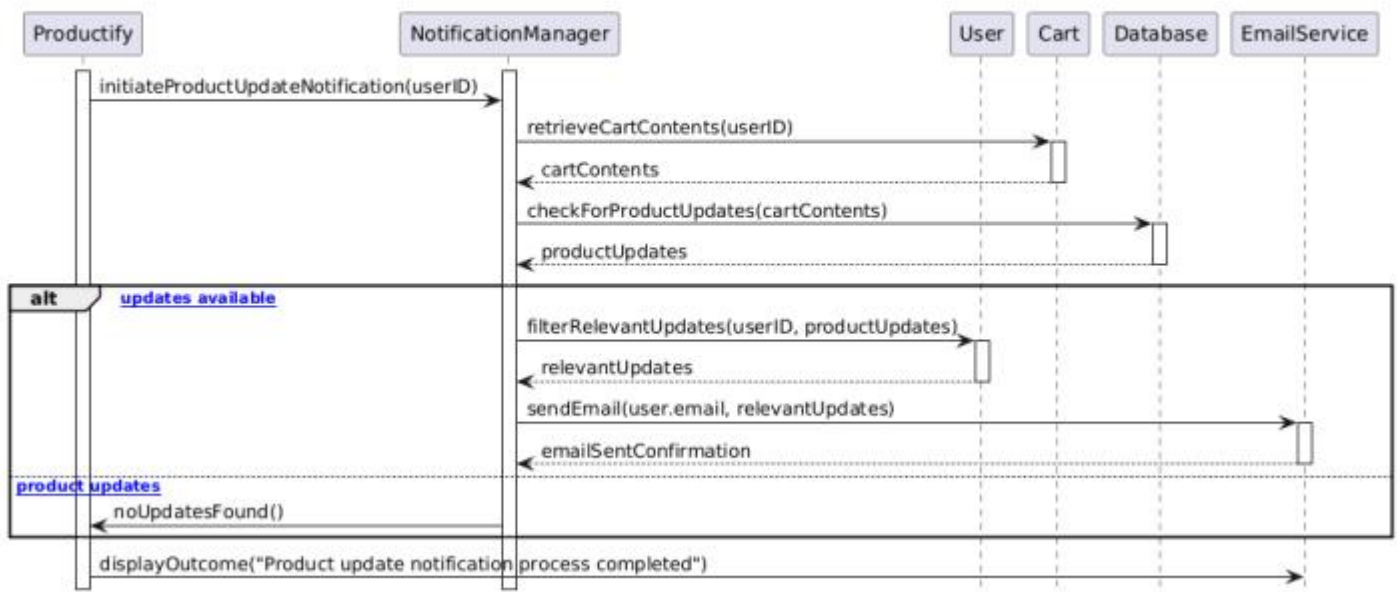 Productify NotificationManager User Cart Database EmailService
initiateProductUpdateNotification(userID)
retrieveCartContents(userID)
cartContents
checkForProductUpdates(cartContents)
productUpdates
alt updates available
filterRelevantUpdates(userID, productUpdates)
relevantUpdates
sendEmail(user.email, relevantUpdates)
emailSentConfirmation
product updates
noUpdatesFound()
displayOutcome("Product update notification process completed")